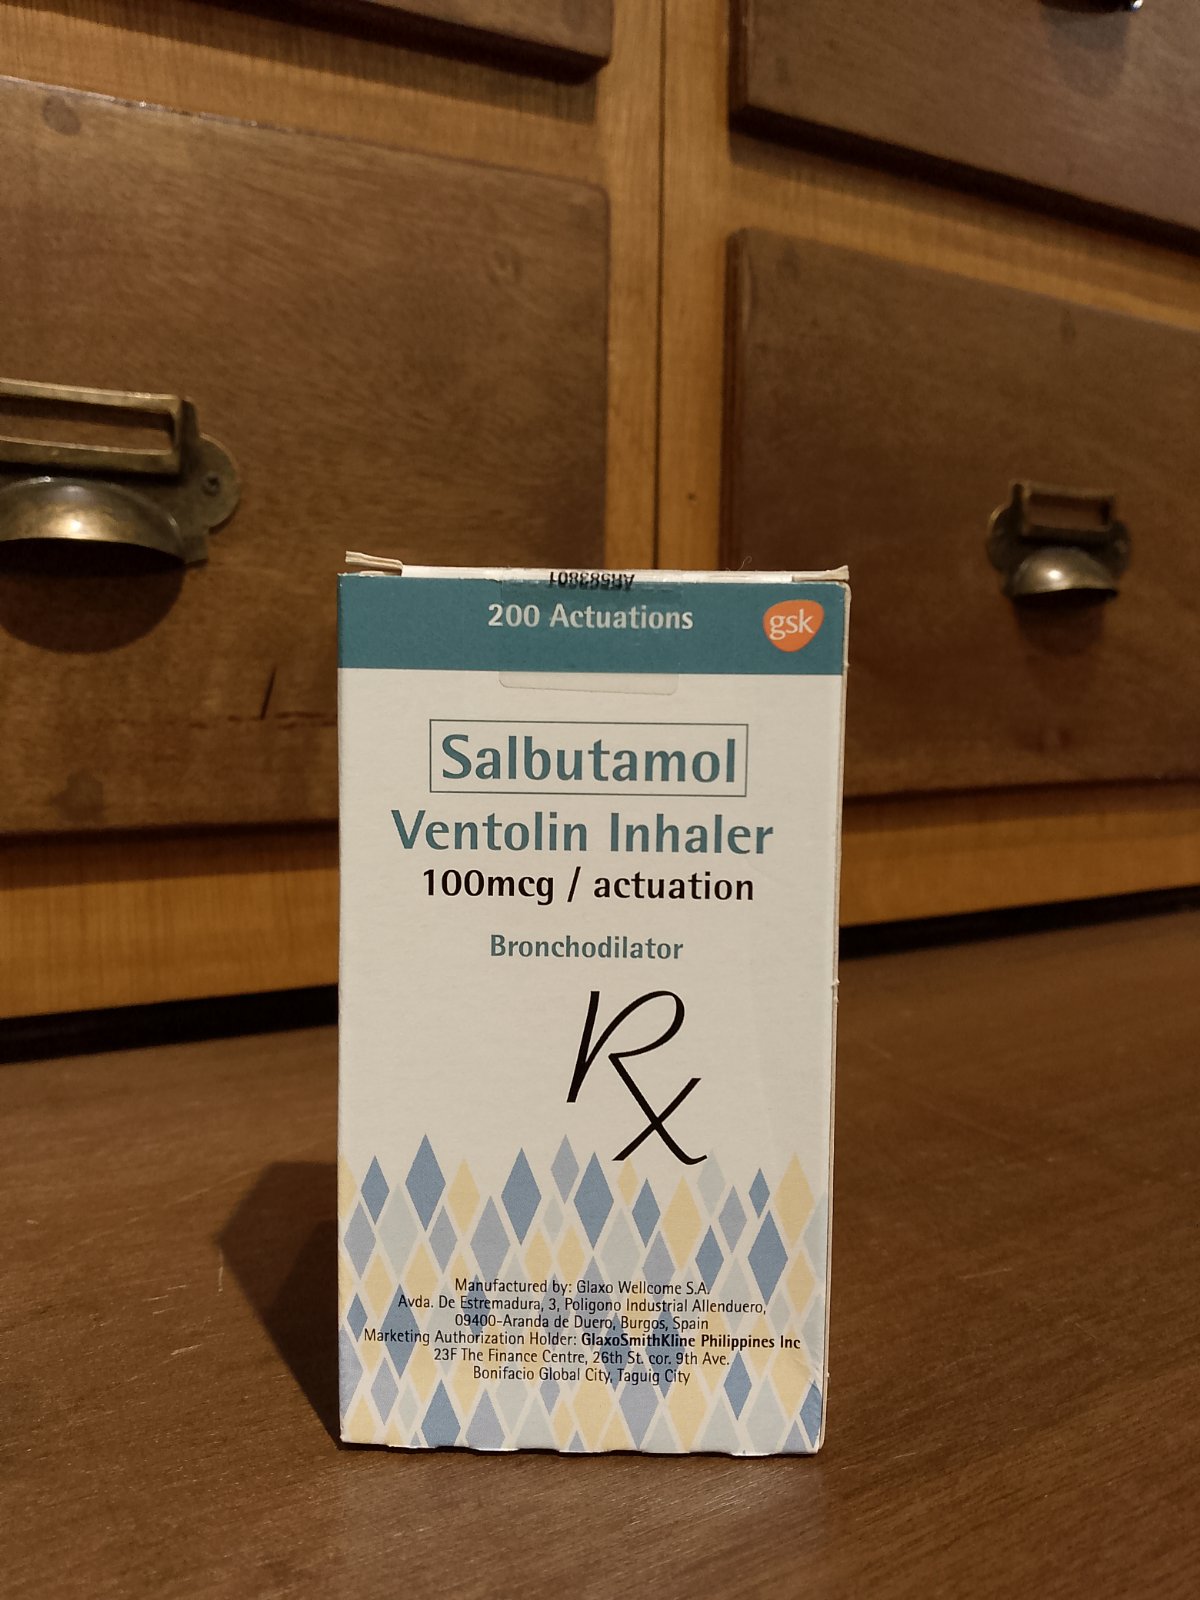 AR583801
200 Actuations
gsk
Salbutamol
Ventolin Inhaler
100mcg / actuation
Bronchodilator
Rx
Manufactured by: Glaxo Wellcome S.A.
Avda. De Estremadura, 3, Poligono Industrial Allenduero,
09400-Aranda de Duero, Burgos, Spain
Marketing Authorization Holder: GlaxoSmithKline Philippines Inc
23F The Finance Centre, 26th St. cor. 9th Ave.
Bonifacio Global City, Taguig City